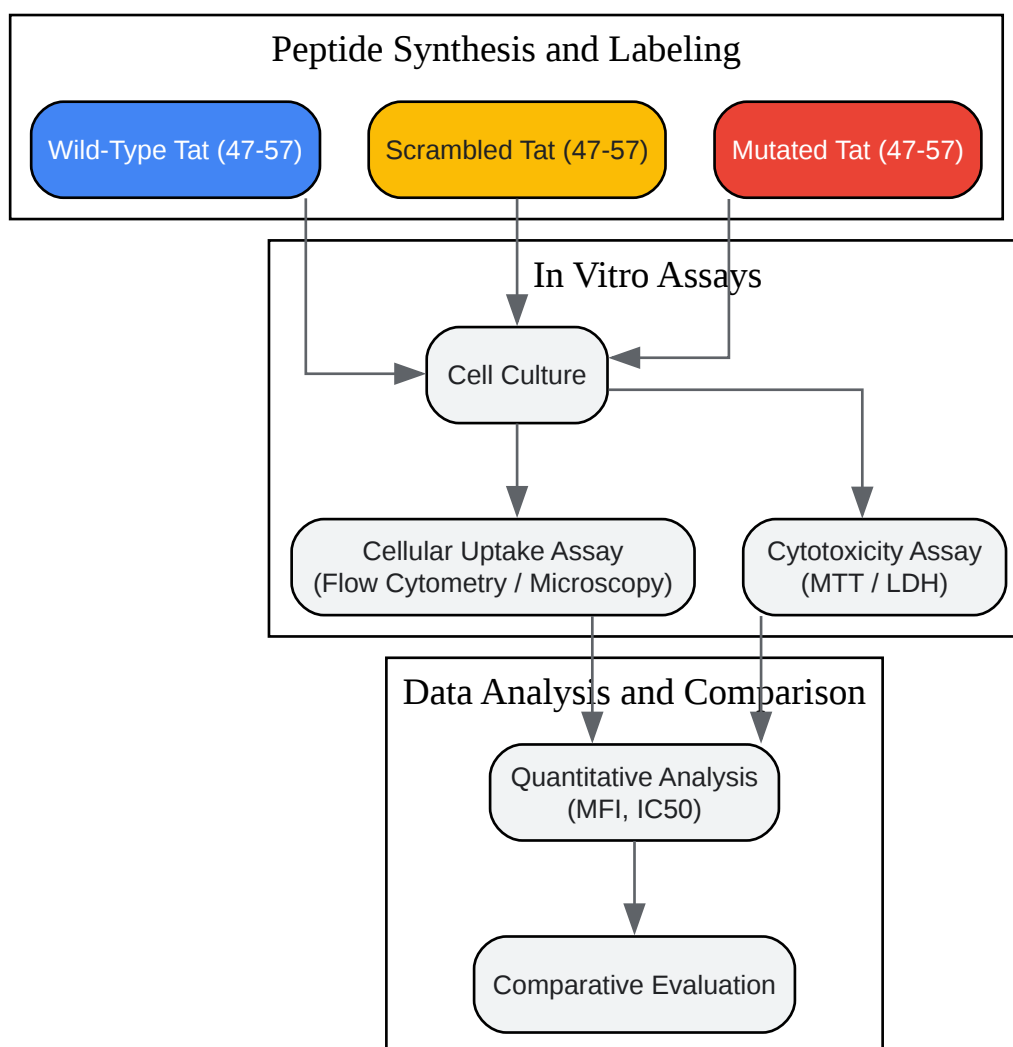 Peptide Synthesis and Labeling
Wild-Type Tat (47-57)
Scrambled Tat (47-57)
Mutated Tat (47-57)
In Vitro Assays
Cell Culture
Cellular Uptake Assay
(Flow Cytometry / Microscopy)
Cytotoxicity Assay
(MTT / LDH)
Data Analysis and Comparison
Quantitative Analysis
(MFI, IC50)
Comparative Evaluation